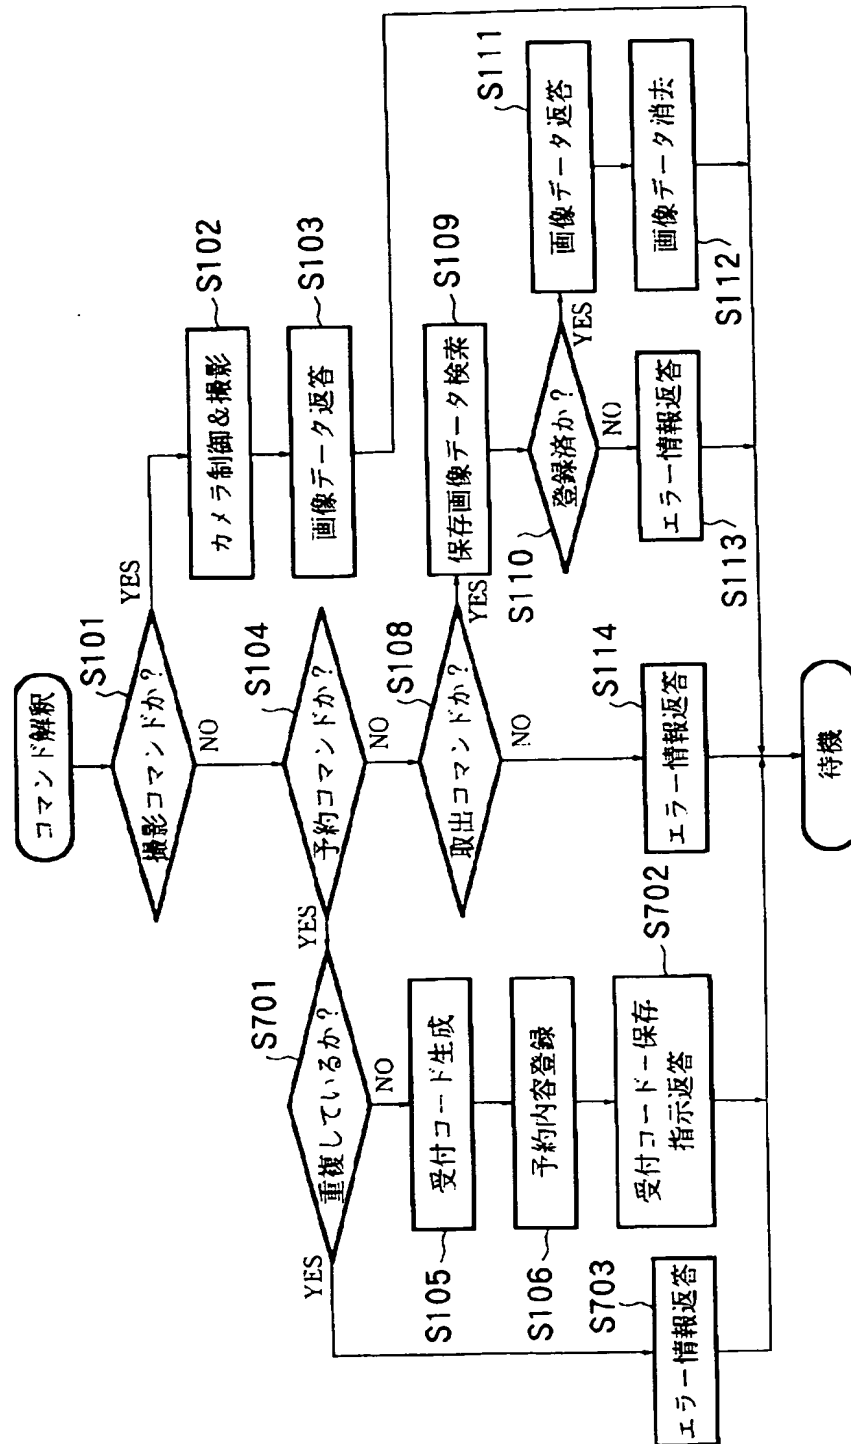 コマンド解釈
S101
撮影コマンドか?
YES
NO
S102
カメラ制御&撮影
S103
画像データ返答
S104
予約コマンドか?
YES
NO
S701
重複しているか?
YES
NO
S105
受付コード生成
S106
予約内容登録
S702
受付コード-保存
指示返答
S703
エラー情報返答
S108
取出コマンドか?
YES
NO
S109
保存画像データ検索
S110
登録済か?
YES
NO
S111
画像データ返答
S112
画像データ消去
S113
エラー情報返答
S114
エラー情報返答
待機